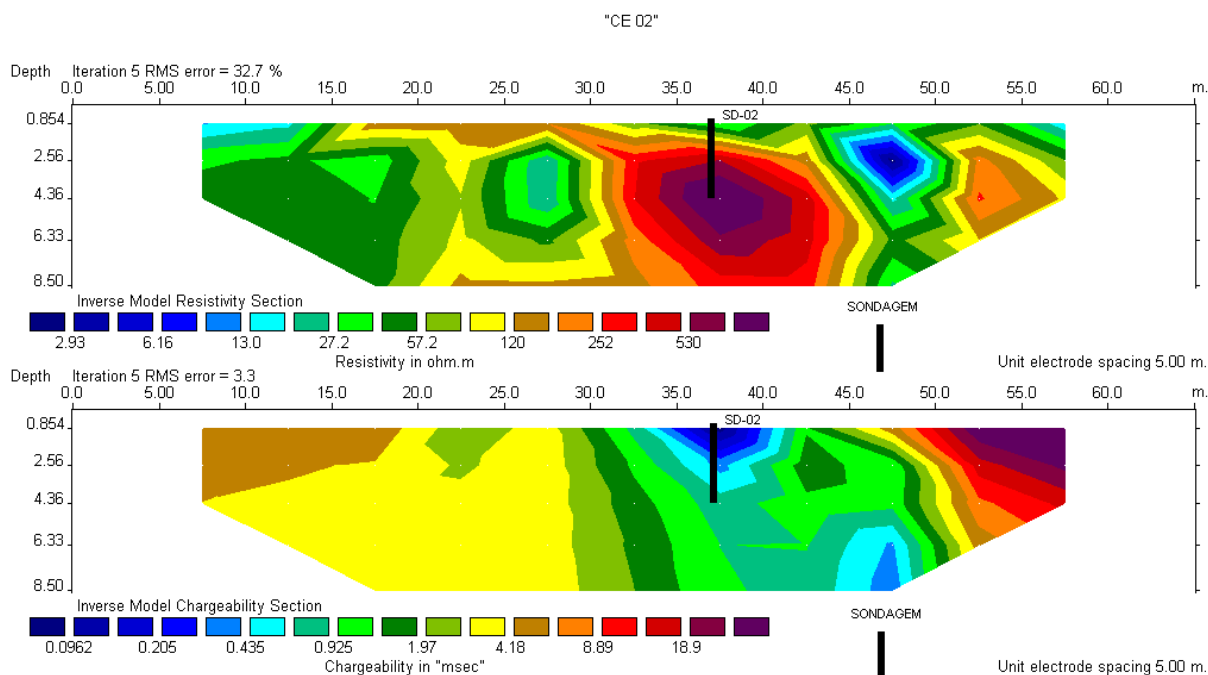 "CE 02"
Depth Iteration 5 RMS error = 32.7 %
0.0 5.00 10.0 15.0 20.0 25.0 30.0 35.0 40.0 45.0 50.0 55.0 60.0 m.
SD-02
0.854
2.56
4.36
6.33
8.50
Inverse Model Resistivity Section
SONDAGEM
2.93 6.16 13.0 27.2 57.2 120 252 530
Resistivity in ohm.m
Unit electrode spacing 5.00 m.
Depth Iteration 5 RMS error = 3.3
0.0 5.00 10.0 15.0 20.0 25.0 30.0 35.0 40.0 45.0 50.0 55.0 60.0 m.
SD-02
0.854
2.56
4.36
6.33
8.50
Inverse Model Chargeability Section
SONDAGEM
0.0962 0.205 0.435 0.925 1.97 4.18 8.89 18.9
Chargeability in "msec"
Unit electrode spacing 5.00 m.